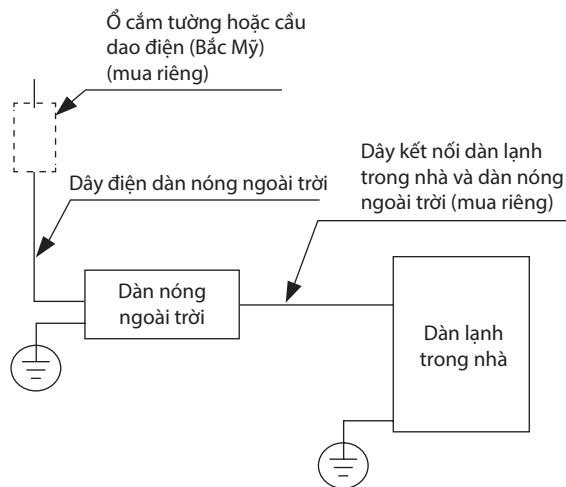 Ổ cắm tường hoặc cầu
dao điện (Bắc Mỹ)
(mua riêng)
Dây điện dàn nóng ngoài trời
Dây kết nối dàn lạnh
trong nhà và dàn nóng
ngoài trời (mua riêng)
Dàn nóng
ngoài trời
Dàn lạnh
trong nhà